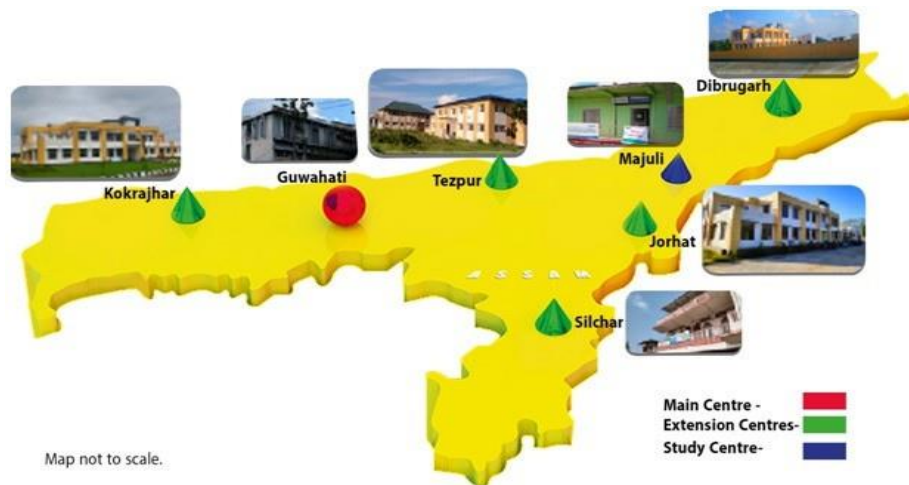 Dibrugarh
Guwahati
Tezpur
Majuli
Kokrajhar
Jorhat
ASSAM
Silchar
Main Centre -
Extension Centres-
Study Centre-
Map not to scale.